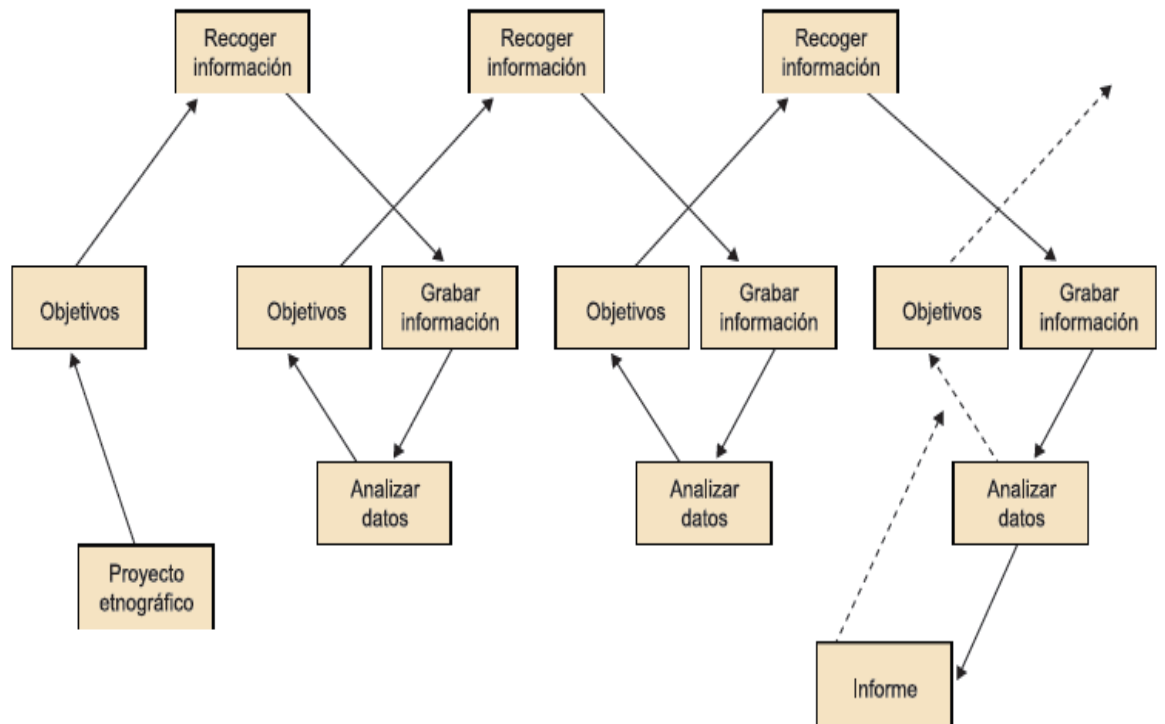 Recoger
información
Recoger
información
Recoger
información
Objetivos
Objetivos
Grabar
información
Objetivos
Grabar
información
Objetivos
Grabar
información
Analizar
datos
Analizar
datos
Analizar
datos
Proyecto
etnográfico
Informe